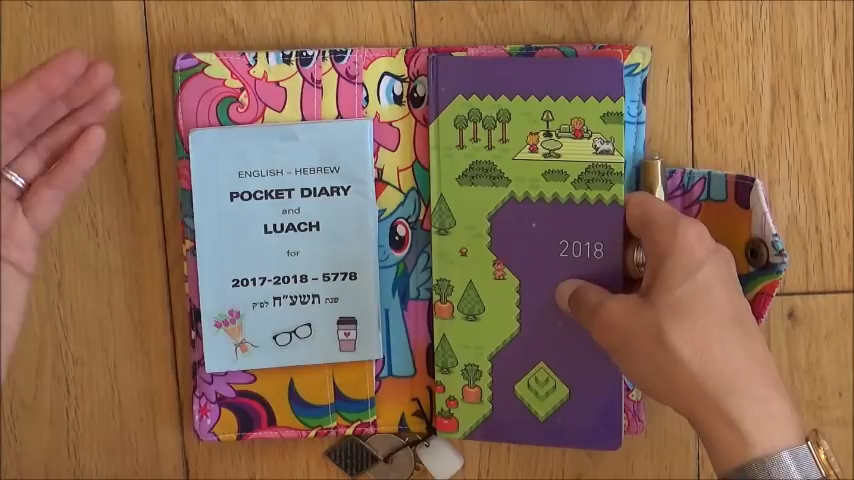 ENGLISH – HEBREW
POCKET DIARY
and
LUACH
for
2017-2018 – 5778
שנת תשע״ח לפ״ק
2018